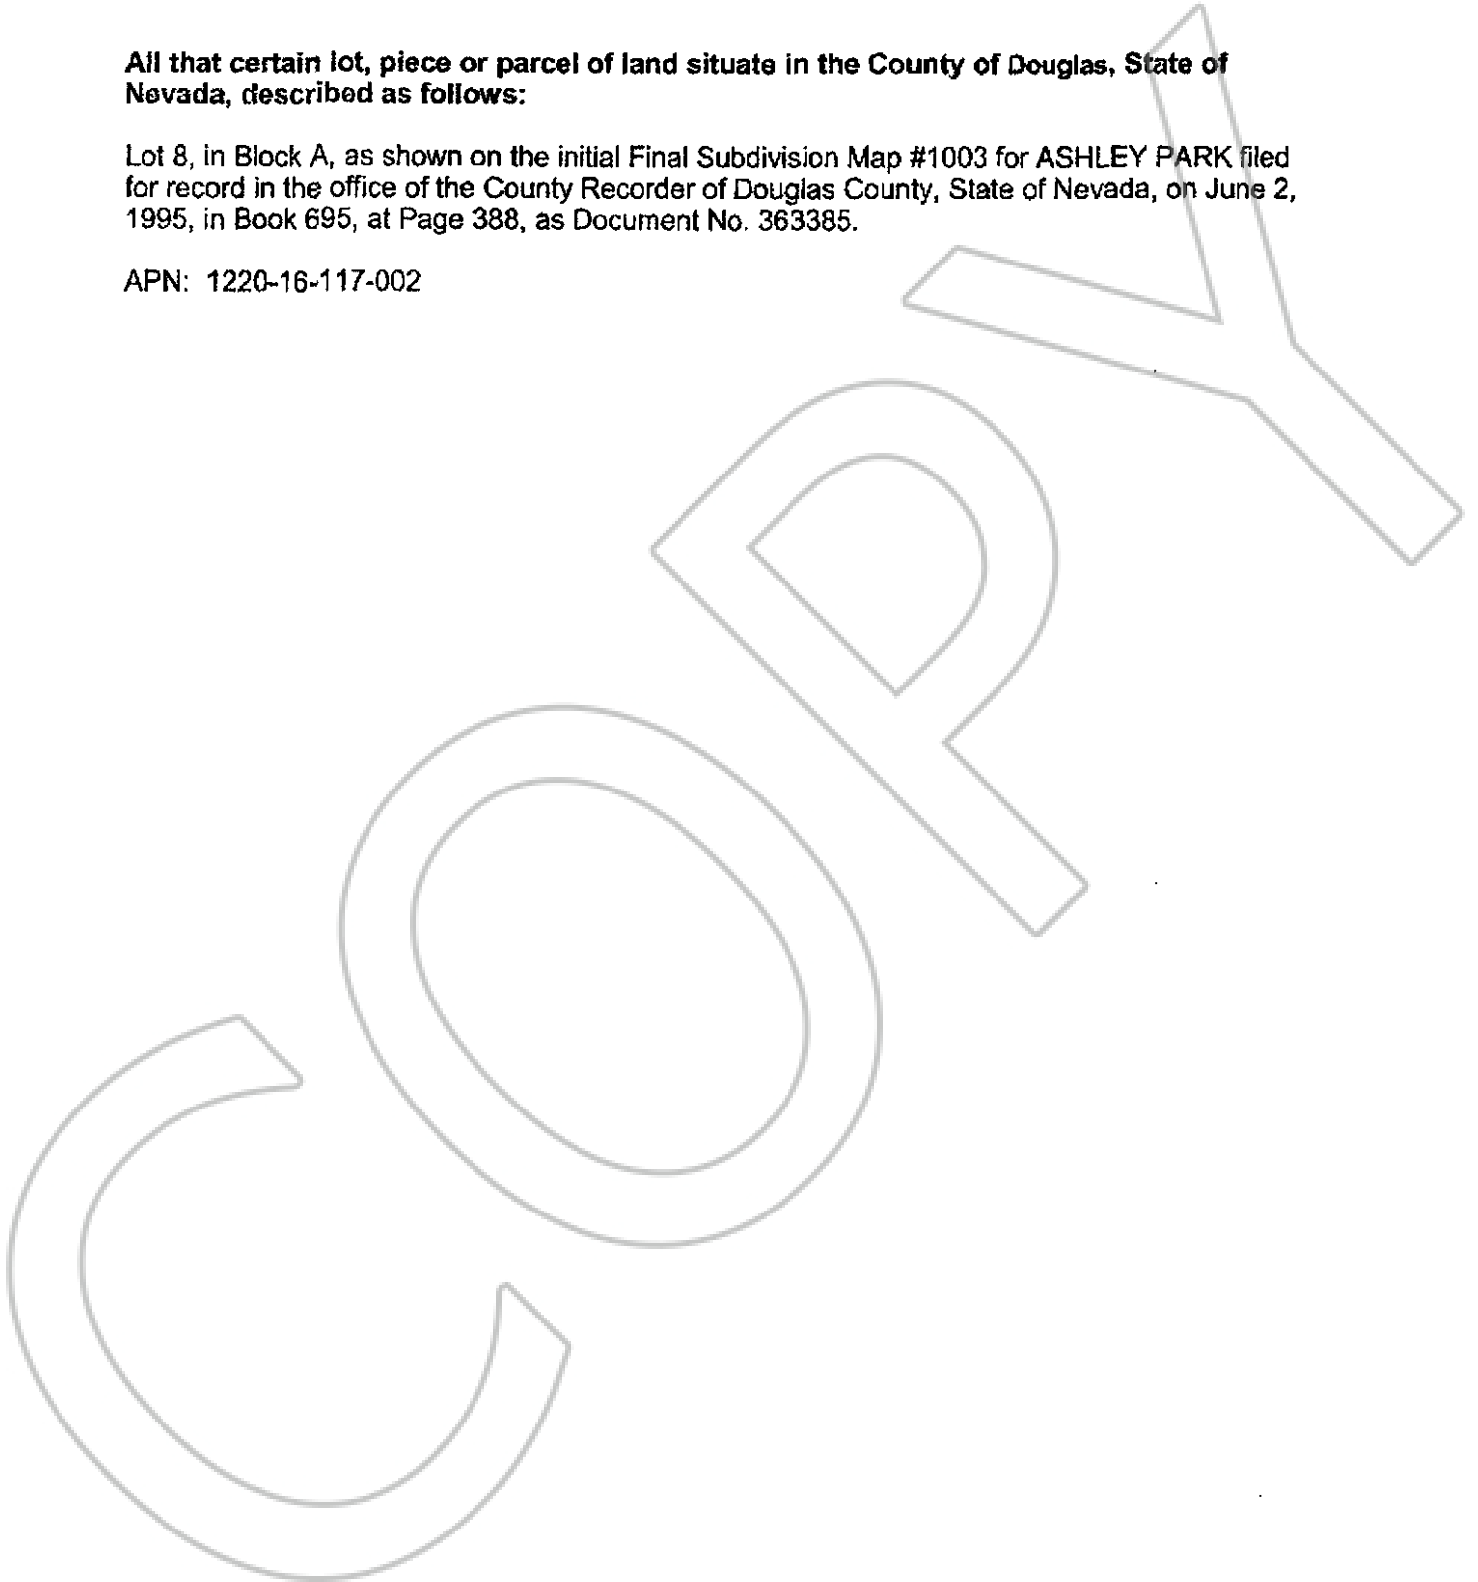 All that certain lot, piece or parcel of land situate in the County of Douglas, State of
Nevada, described as follows:
Lot 8, in Block A, as shown on the initial Final Subdivision Map #1003 for ASHLEY PARK filed
for record in the office of the County Recorder of Douglas County, State of Nevada, on June 2,
1995, in Book 695, at Page 388, as Document No. 363385.
APN: 1220-16-117-002
COPY